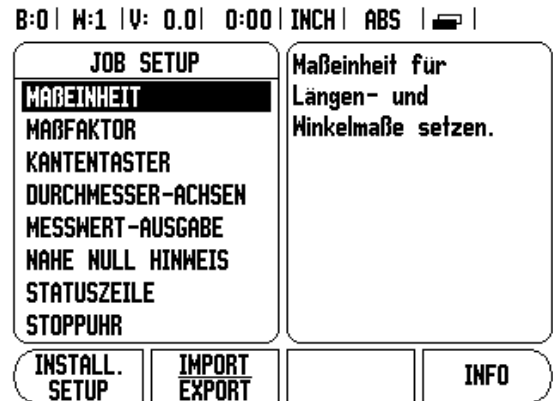 B:0| W:1 |V: 0.0| 0:00| INCH| ABS | |
JOB SETUP
MAßEINHEIT
MAßFAKTOR
KANTENTASTER
DURCHMESSER-ACHSEN
MESSWERT-AUSGABE
NAHE NULL HINWEIS
STATUSZEILE
STOPPUHR
Maßeinheit für
Längen- und
Winkelmaße setzen.
INSTALL.
SETUP
IMPORT
EXPORT
INFO